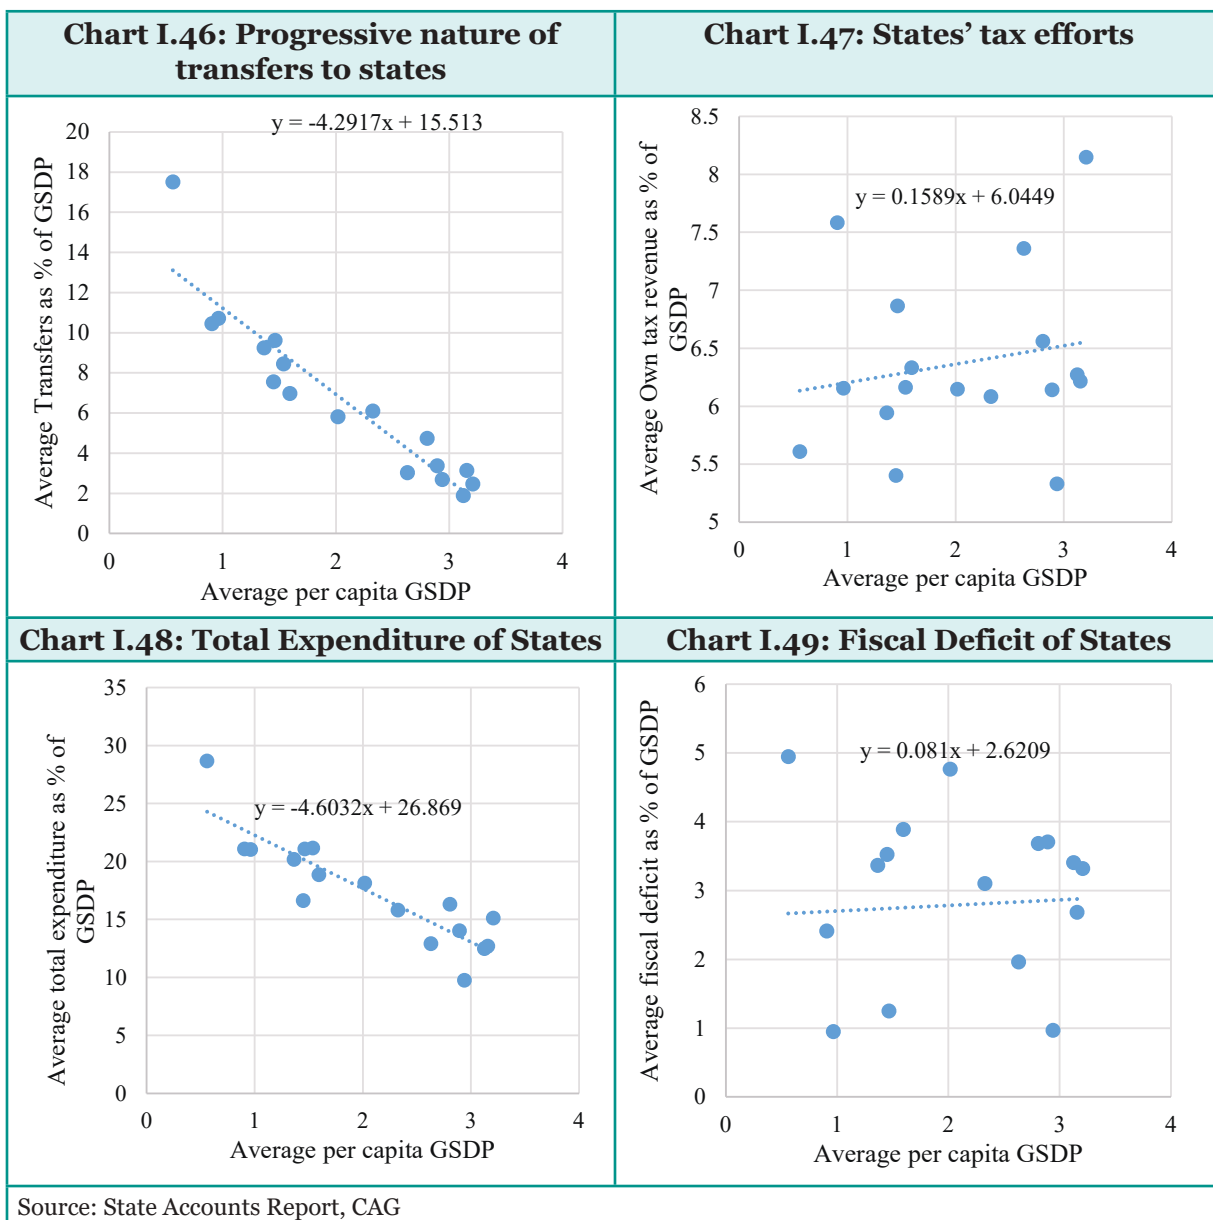 Chart I.46: Progressive nature of
transfers to states
Chart I.47: States' tax efforts
y = -4.2917x + 15.513
20
18
16
14
12
10
8
6
4
2
0
0 1 2 3 4
Average Transfers as % of GSDP
Average per capita GSDP
y = 0.1589x + 6.0449
8.5
8
7.5
7
6.5
6
5.5
5
0 1 2 3 4
Average Own tax revenue as % of
GSDP
Average per capita GSDP
Chart I.48: Total Expenditure of States
Chart I.49: Fiscal Deficit of States
y = -4.6032x + 26.869
35
30
25
20
15
10
5
0
0 1 2 3 4
Average total expenditure as % of
GSDP
Average per capita GSDP
y = 0.081x + 2.6209
6
5
4
3
2
1
0
0 1 2 3 4
Average fiscal deficit as % of GSDP
Average per capita GSDP
Source: State Accounts Report, CAG